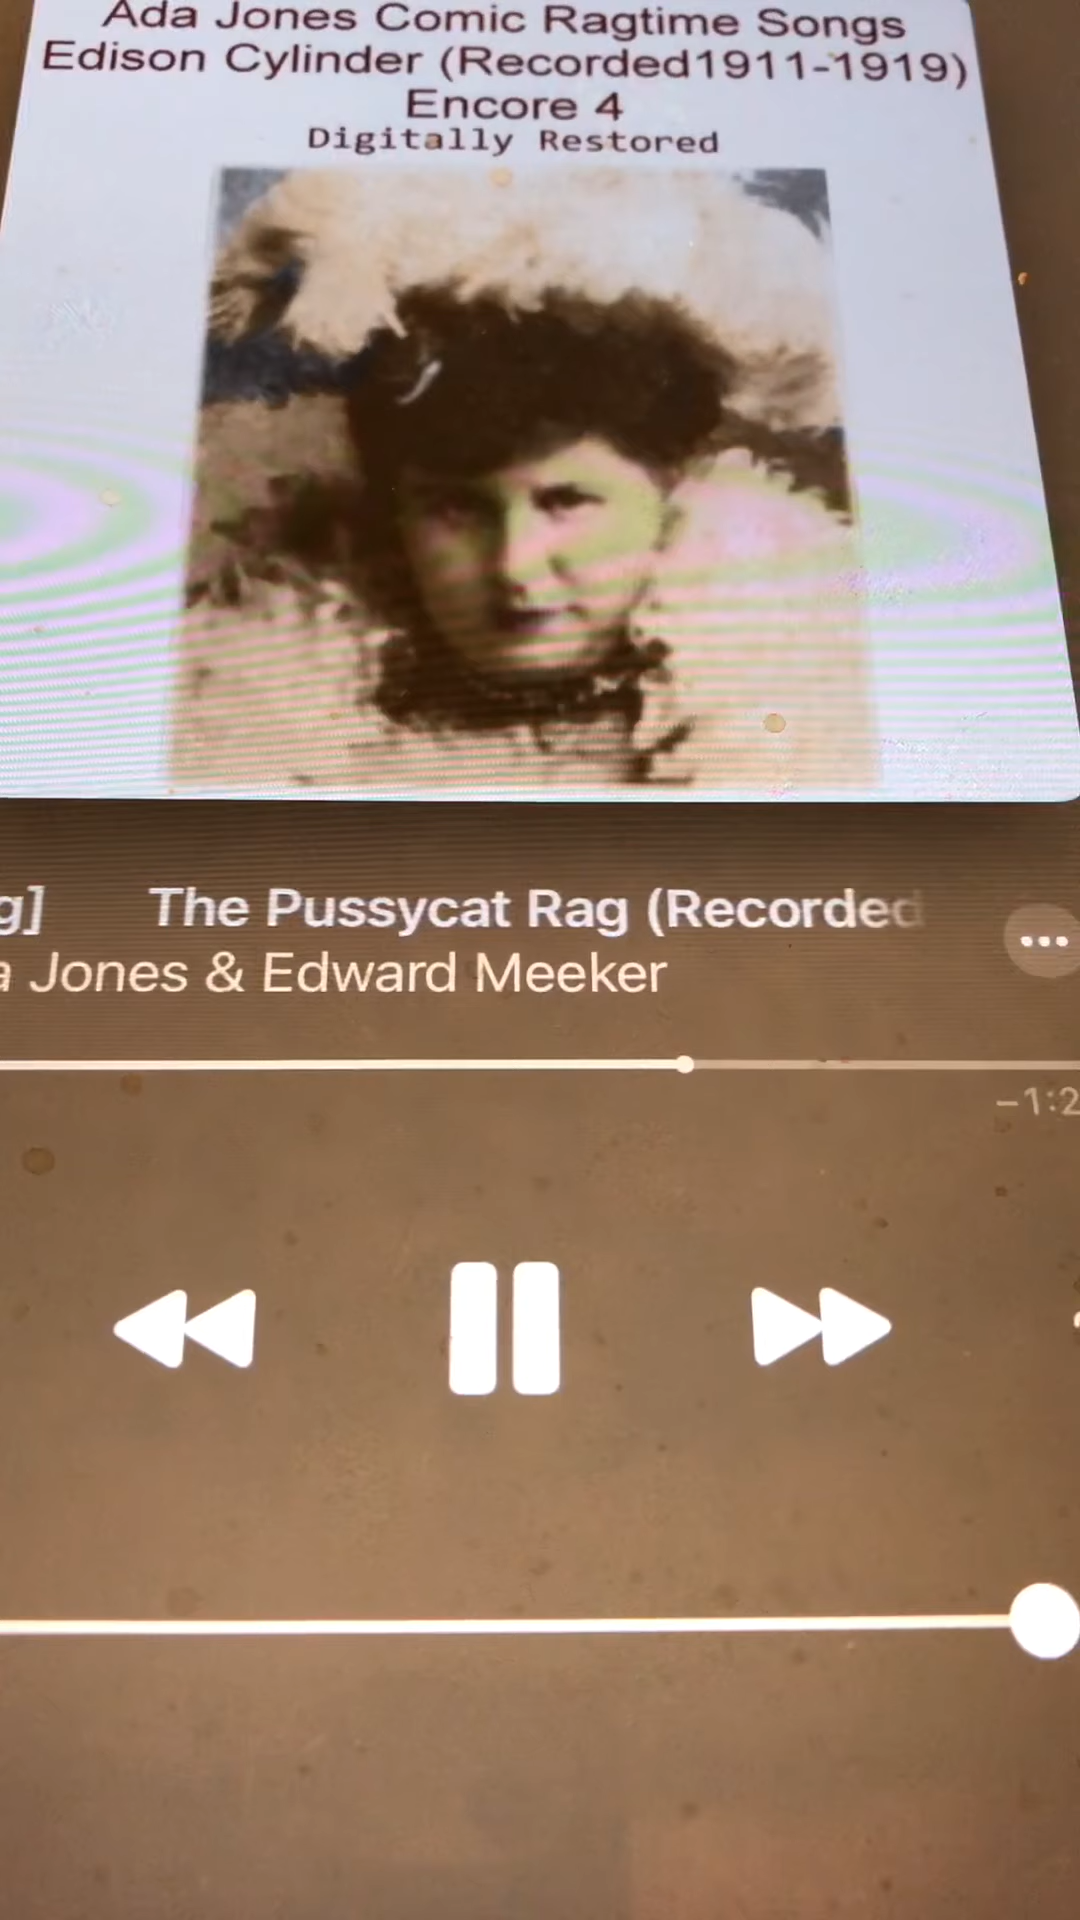 Ada Jones Comic Ragtime Songs
Edison Cylinder (Recorded1911-1919)
Encore 4
Digitally Restored
g] The Pussycat Rag (Recorded
a Jones & Edward Meeker
-1:2